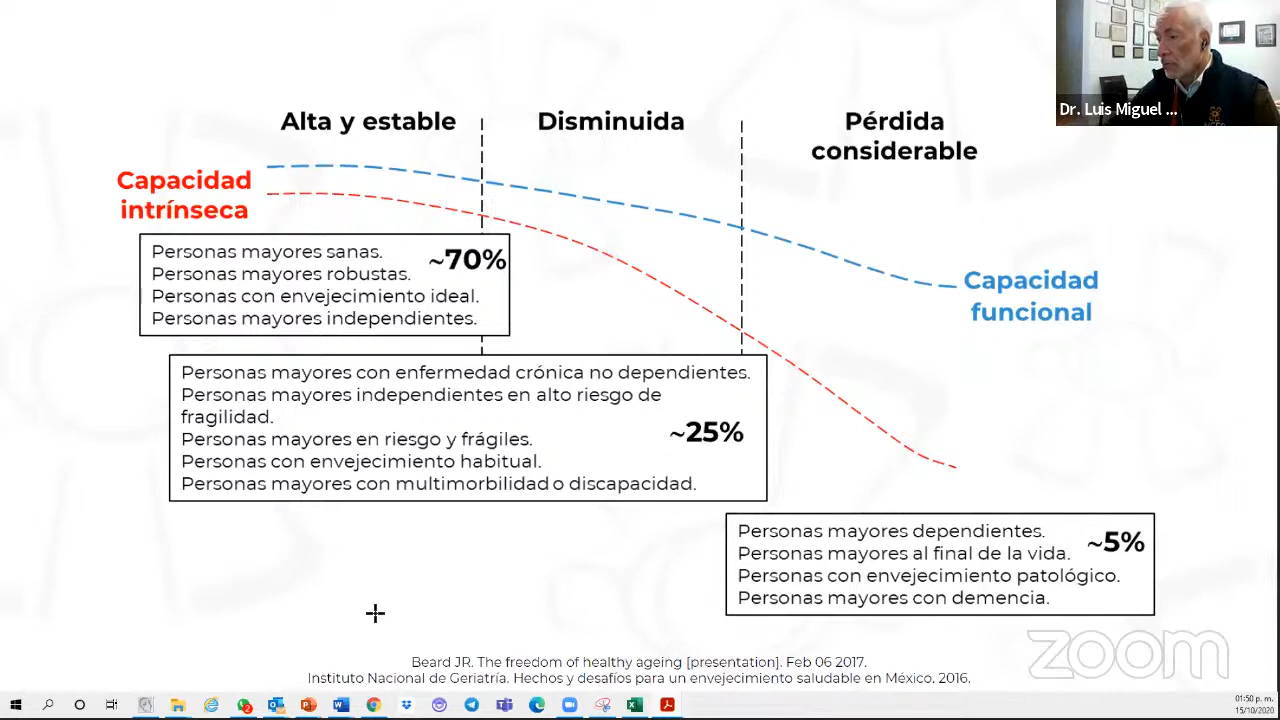 Dr. Luis Miguel ...
Alta y estable
Disminuida
Pérdida
considerable
Capacidad
intrínseca
Personas mayores sanas.
Personas mayores robustas.
Personas con envejecimiento ideal.
Personas mayores independientes.
~70%
Capacidad
funcional
Personas mayores con enfermedad crónica no dependientes.
Personas mayores independientes en alto riesgo de
fragilidad.
Personas mayores en riesgo y frágiles.
Personas con envejecimiento habitual.
Personas mayores con multimorbilidad o discapacidad.
~25%
Personas mayores dependientes.
Personas mayores al final de la vida.
Personas con envejecimiento patológico.
Personas mayores con demencia.
~5%
zoom
Beard JR. The freedom of healthy ageing [presentation]. Feb 06 2017.
Instituto Nacional de Geriatría. Hechos y desafíos para un envejecimiento saludable en México. 2016.
01:50 p. m.
15/10/2020